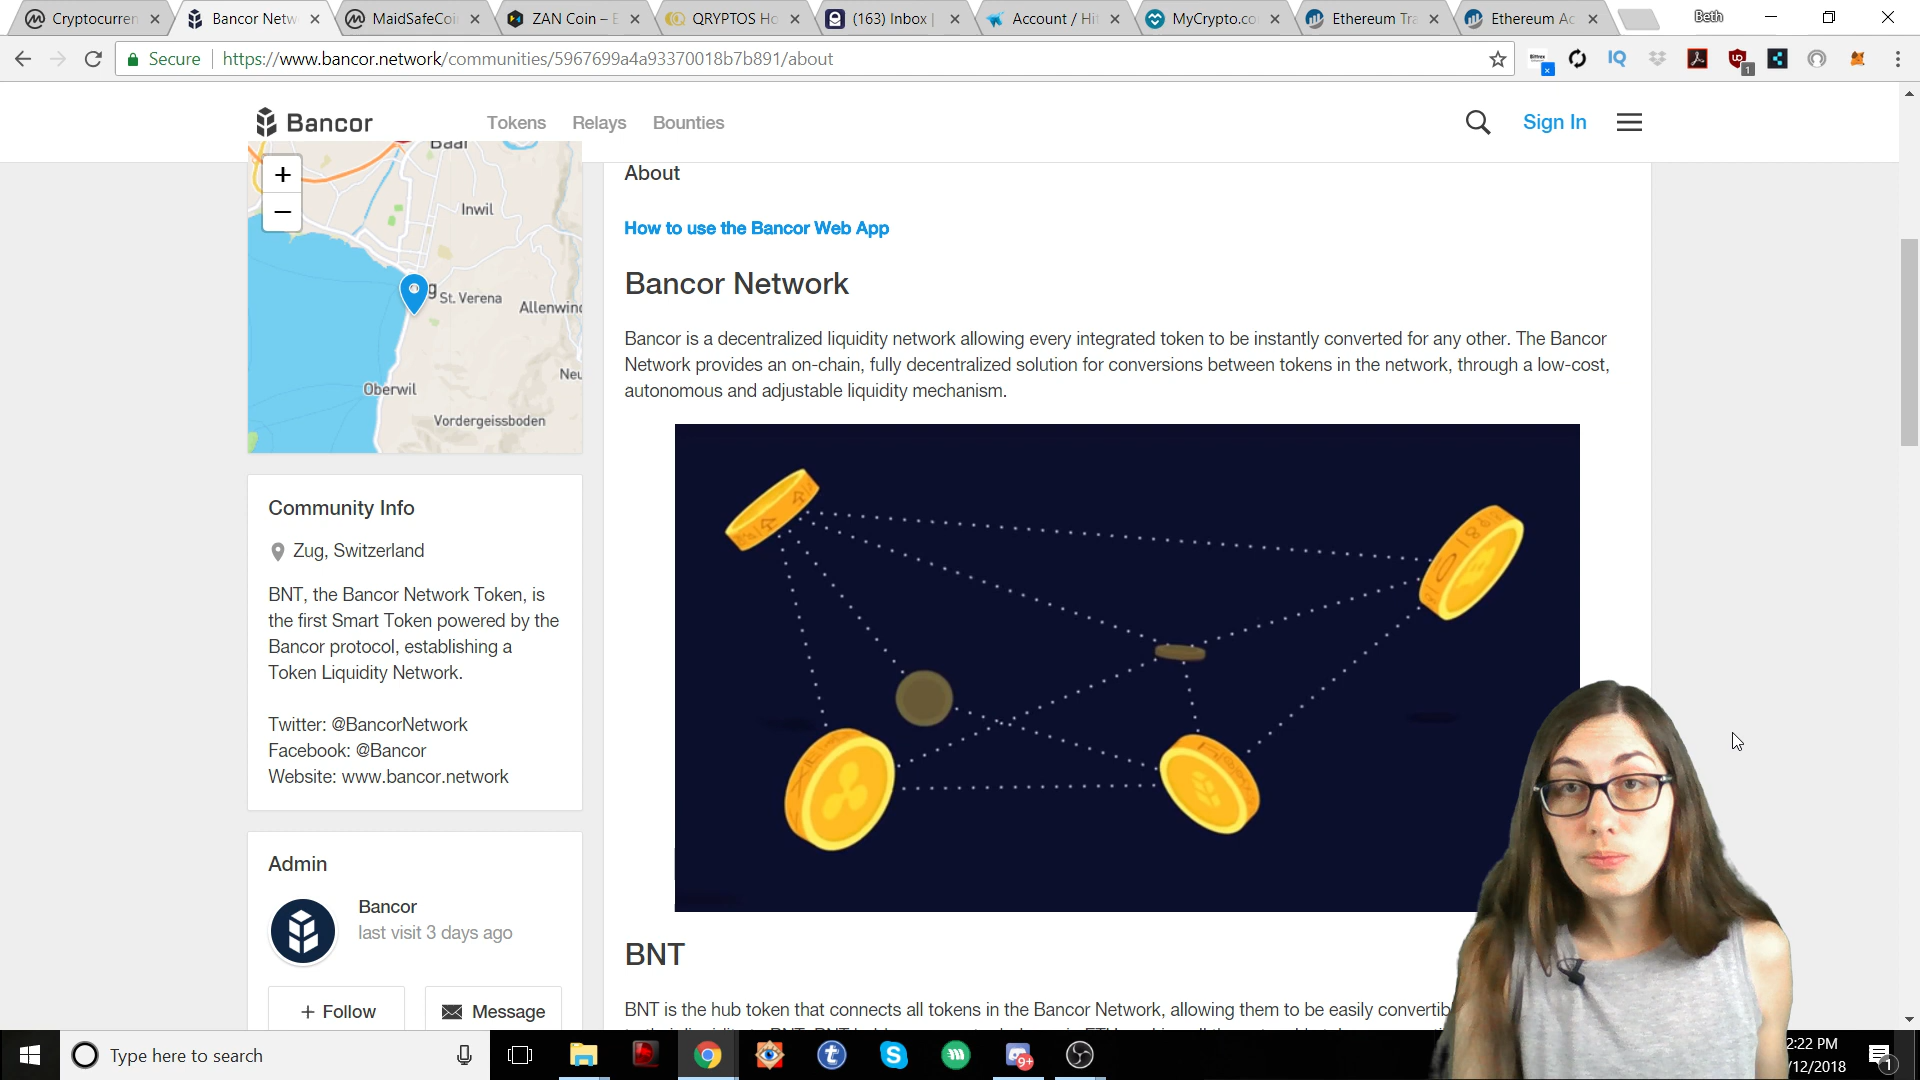 Cryptocurren
Bancor Netw
MaidSafeCoi
ZAN Coin –
QRYPTOS Ho
(163) Inbox |
Account / Hit
MyCrypto.co
Ethereum Tra
Ethereum Ac
Beth
Secure
https://www.bancor.network/communities/5967699a4a93370018b7b891/about
Bancor
Tokens
Relays
Bounties
Sign In
Baar
+
−
Inwil
St. Verena
Allenwind
Oberwil
Neu
Vordergeissboden
Community Info
Zug, Switzerland
BNT, the Bancor Network Token, is
the first Smart Token powered by the
Bancor protocol, establishing a
Token Liquidity Network.
Twitter: @BancorNetwork
Facebook: @Bancor
Website: www.bancor.network
Admin
Bancor
last visit 3 days ago
+ Follow
Message
About
How to use the Bancor Web App
Bancor Network
Bancor is a decentralized liquidity network allowing every integrated token to be instantly converted for any other. The Bancor
Network provides an on-chain, fully decentralized solution for conversions between tokens in the network, through a low-cost,
autonomous and adjustable liquidity mechanism.
BNT
BNT is the hub token that connects all tokens in the Bancor Network, allowing them to be easily convertib
Type here to search
2:22 PM
/12/2018